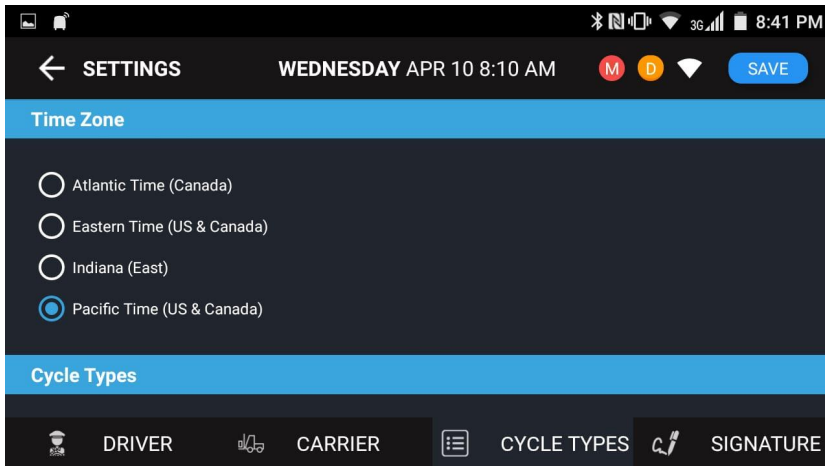 3G 8:41 PM
SETTINGS WEDNESDAY APR 10 8:10 AM M D SAVE
Time Zone
Atlantic Time (Canada)
Eastern Time (US & Canada)
Indiana (East)
Pacific Time (US & Canada)
Cycle Types
DRIVER CARRIER CYCLE TYPES SIGNATURE